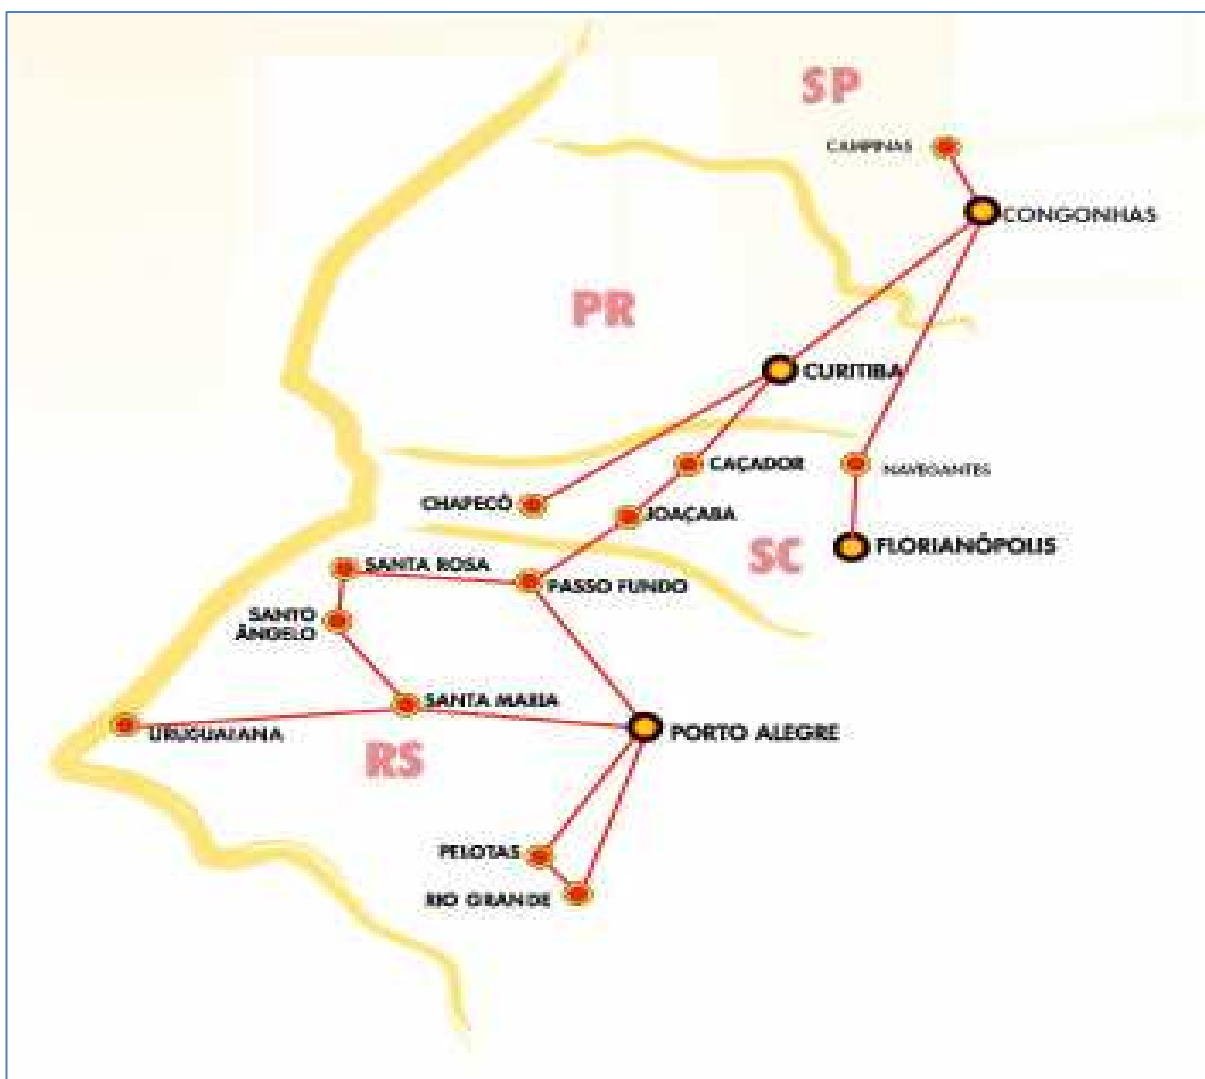 SP
CAMPINAS
CONGONHAS
PR
CURITIBA
CAÇADOR
NAVEGANTES
CHAPECÓ
JOAÇABA
FLORIANÓPOLIS
SC
SANTA ROSA
PASSO FUNDO
SANTO
ÂNGELO
SANTA MARIA
URUGUAIANA
PORTO ALEGRE
RS
PELOTAS
RIO GRANDE